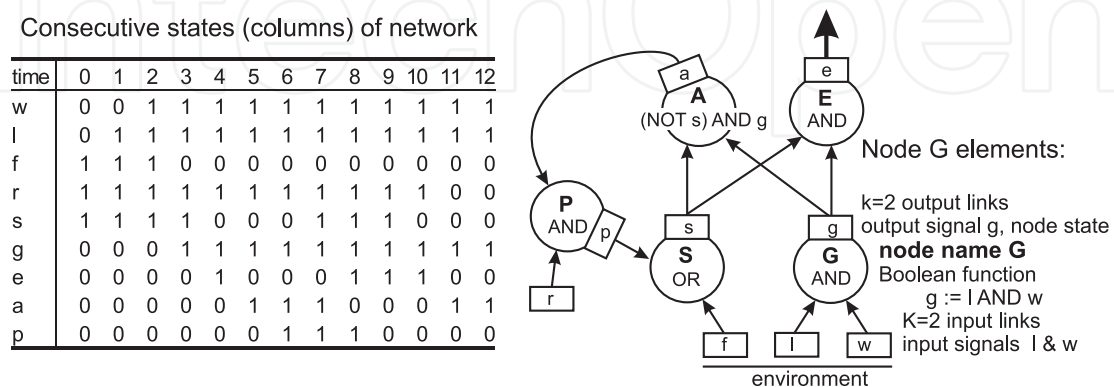 Consecutive states (columns) of network
time 0 1 2 3 4 5 6 7 8 9 10 11 12
w 0 0 1 1 1 1 1 1 1 1 1 1 1
l 0 1 1 1 1 1 1 1 1 1 1 1 1
f 1 1 1 0 0 0 0 0 0 0 0 0 0
r 1 1 1 1 1 1 1 1 1 1 1 0 0
s 1 1 1 1 0 0 0 1 1 1 0 0 0
g 0 0 0 1 1 1 1 1 1 1 1 1 1
e 0 0 0 0 1 0 0 0 1 1 1 0 0
a 0 0 0 0 0 1 1 1 0 0 0 1 1
p 0 0 0 0 0 0 1 1 1 0 0 0 0
a
A
(NOT s) AND g
e
E
AND
P
AND
p
r
s
S
OR
g
G
AND
f
l
w
environment
Node G elements:
k=2 output links
output signal g, node state
node name G
Boolean function
g := l AND w
K=2 input links
input signals l & w